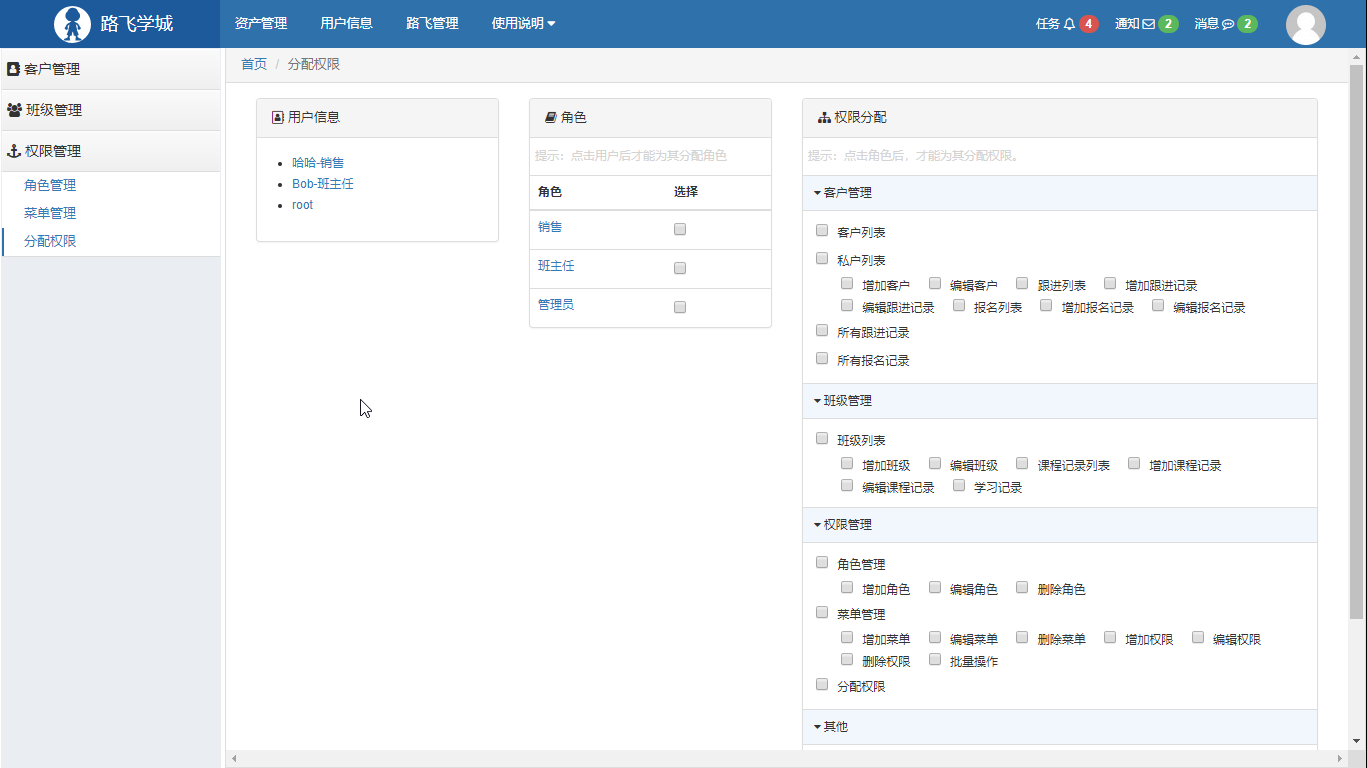 路飞学城 资产管理 用户信息 路飞管理 使用说明 任务 4 通知 2 消息 2
客户管理
班级管理
权限管理
角色管理
菜单管理
分配权限
首页 / 分配权限
用户信息
哈哈-销售
Bob-班主任
root
角色
提示：点击用户后才能为其分配角色
角色 选择
销售
班主任
管理员
权限分配
提示：点击角色后，才能为其分配权限。
客户管理
客户列表
私户列表
增加客户 编辑客户 跟进列表 增加跟进记录
编辑跟进记录 报名列表 增加报名记录 编辑报名记录
所有跟进记录
所有报名记录
班级管理
班级列表
增加班级 编辑班级 课程记录列表 增加课程记录
编辑课程记录 学习记录
权限管理
角色管理
增加角色 编辑角色 删除角色
菜单管理
增加菜单 编辑菜单 删除菜单 增加权限 编辑权限
删除权限 批量操作
分配权限
其他